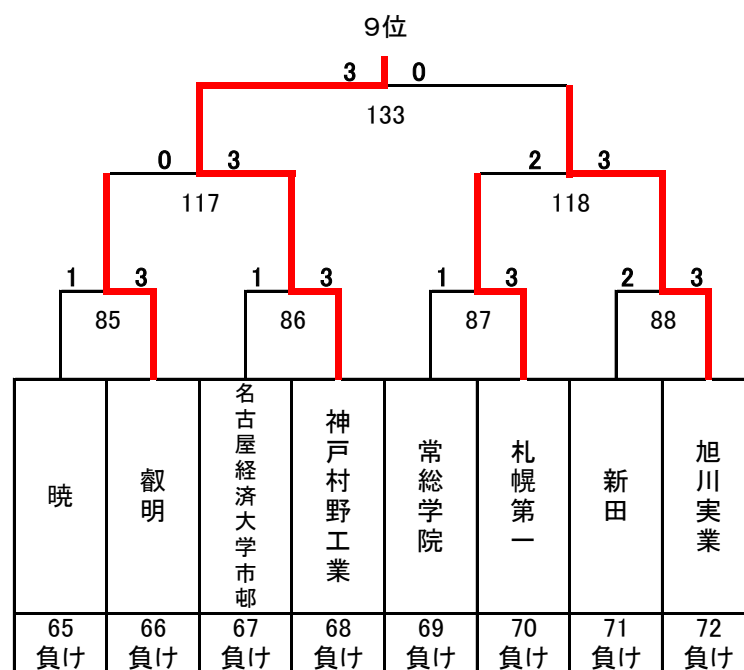 9位
3 0
133
0 3 2 3
117 118
1 3 1 3 1 3 2 3
85 86 87 88
暁
叡明
名古屋経済大学市邨
神戸村野工業
常総学院
札幌第一
新田
旭川実業
65 66 67 68 69 70 71 72
負け 負け 負け 負け 負け 負け 負け 負け